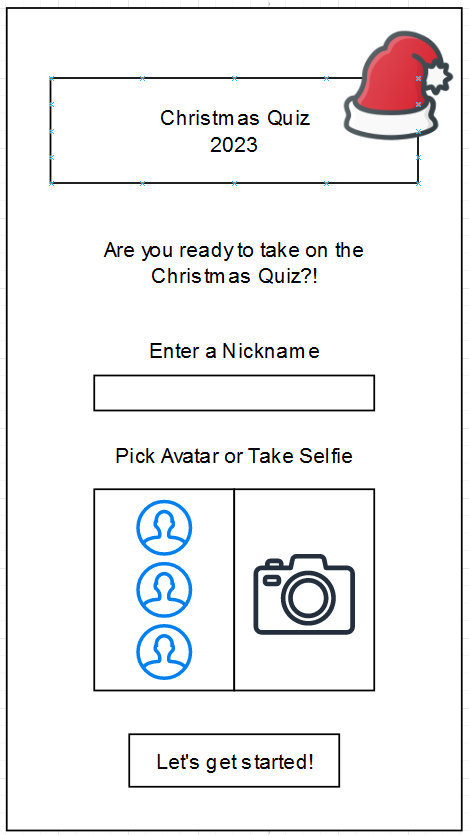 Christmas Quiz
2023
Are you ready to take on the
Christmas Quiz?!
Enter a Nickname
Pick Avatar or Take Selfie
Let's get started!